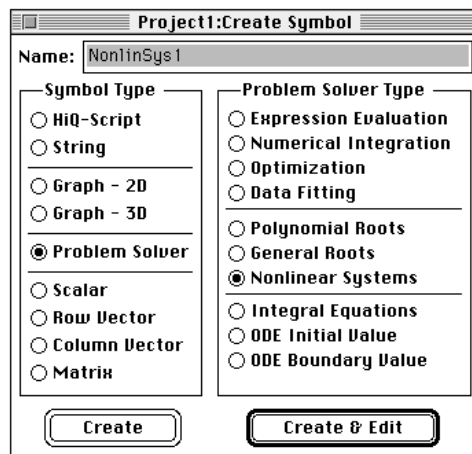 Project1:Create Symbol
Name: NonlinSys1
Symbol Type
HiQ-Script
String
Graph - 2D
Graph - 3D
Problem Solver
Scalar
Row Vector
Column Vector
Matrix
Problem Solver Type
Expression Evaluation
Numerical Integration
Optimization
Data Fitting
Polynomial Roots
General Roots
Nonlinear Systems
Integral Equations
ODE Initial Value
ODE Boundary Value
Create
Create & Edit